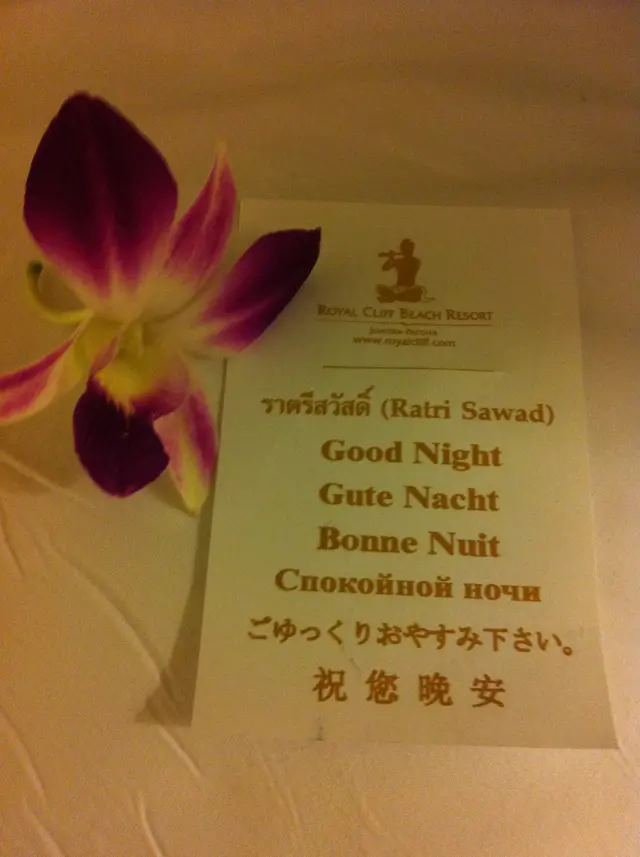 ROYAL CLIFF BEACH RESORT
JOMTIEN-PATTAYA
www.royalcliff.com
ราตรีสวัสดิ์ (Ratri Sawad)
Good Night
Gute Nacht
Bonne Nuit
Спокойной ночи
ごゆっくりおやすみ下さい。
祝您晚安